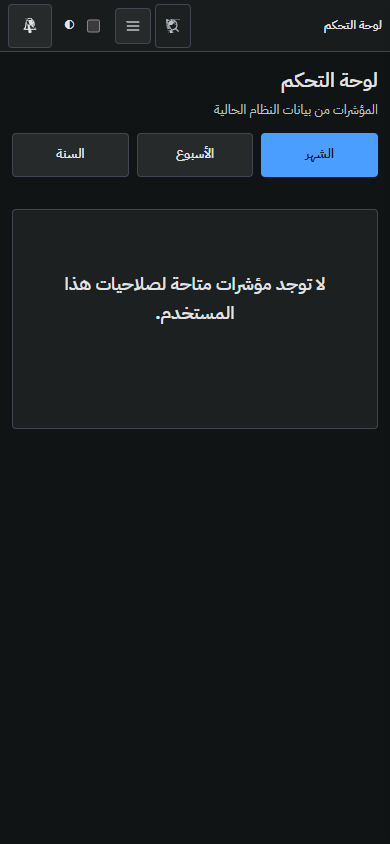 لوحة التحكم
لوحة التحكم
المؤشرات من بيانات النظام الحالية
الشهر
الأسبوع
السنة
لا توجد مؤشرات متاحة لصلاحيات هذا
المستخدم.